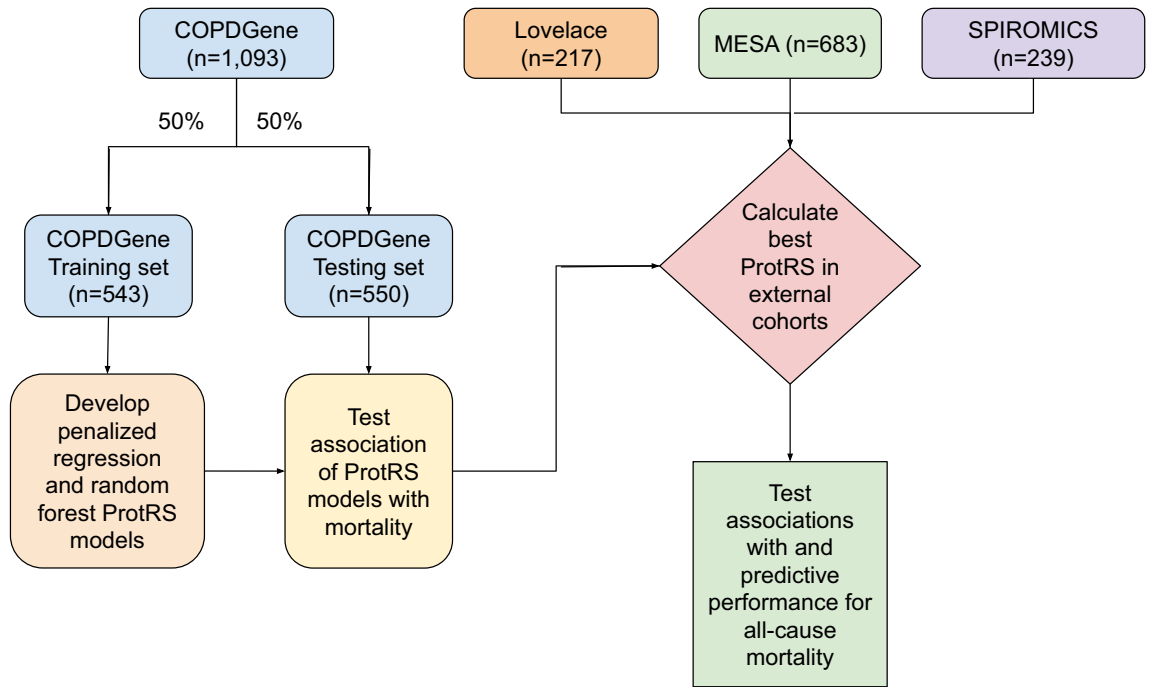 COPDGene
(n=1,093)
Lovelace
(n=217)
MESA (n=683)
SPIROMICS
(n=239)
50%
50%
COPDGene
Training set
(n=543)
COPDGene
Testing set
(n=550)
Calculate
best
ProtRS in
external
cohorts
Develop
penalized
regression
and random
forest ProtRS
models
Test
association
of ProtRS
models with
mortality
Test
associations
with and
predictive
performance for
all-cause
mortality